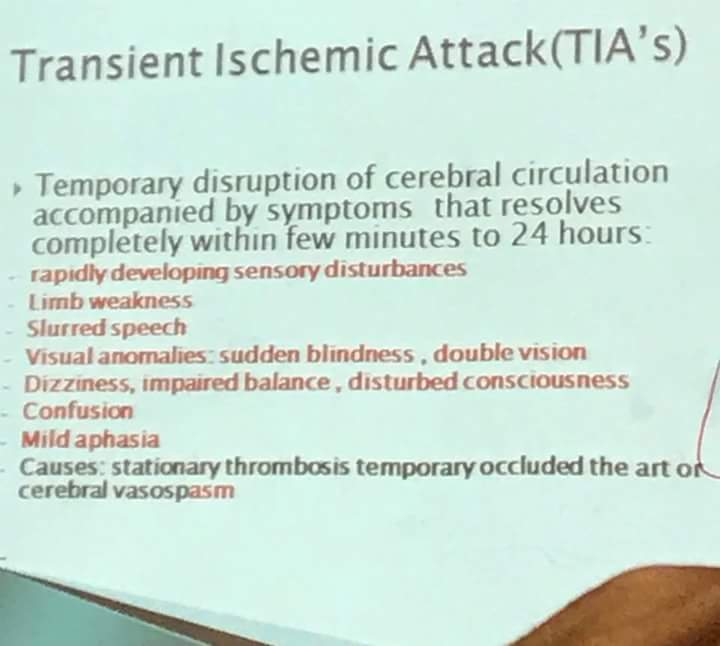 Transient Ischemic Attack(TIA's)
Temporary disruption of cerebral circulation
accompanied by symptoms that resolves
completely within few minutes to 24 hours:
- rapidly developing sensory disturbances
- Limb weakness
- Slurred speech
- Visual anomalies: sudden blindness , double vision
- Dizziness, impaired balance , disturbed consciousness
- Confusion
- Mild aphasia
- Causes: stationary thrombosis temporary occluded the art or
cerebral vasospasm